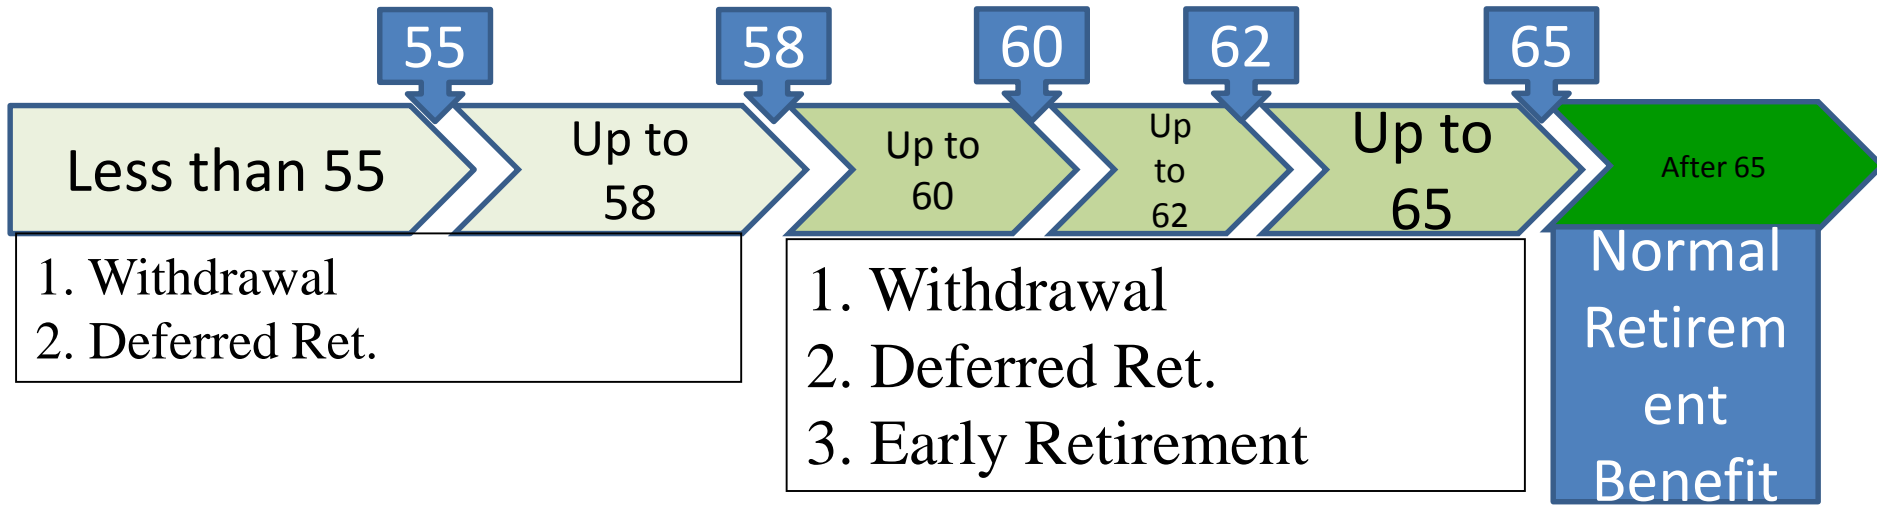 55
58
60
62
65
Less than 55
Up to
58
Up to
60
Up
to
62
Up to
65
After 65
1. Withdrawal
2. Deferred Ret.
1. Withdrawal
2. Deferred Ret.
3. Early Retirement
Normal
Retirem
ent
Benefit